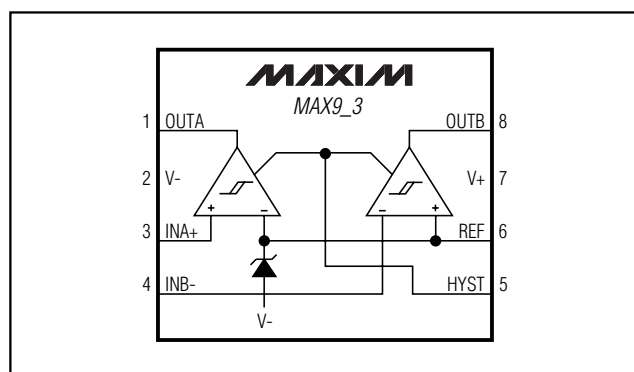 MAXIM
MAX9_3
1 OUTA OUTB 8
2 V- V+ 7
+ - - +
3 INA+ REF 6
4 INB- HYST 5
V-